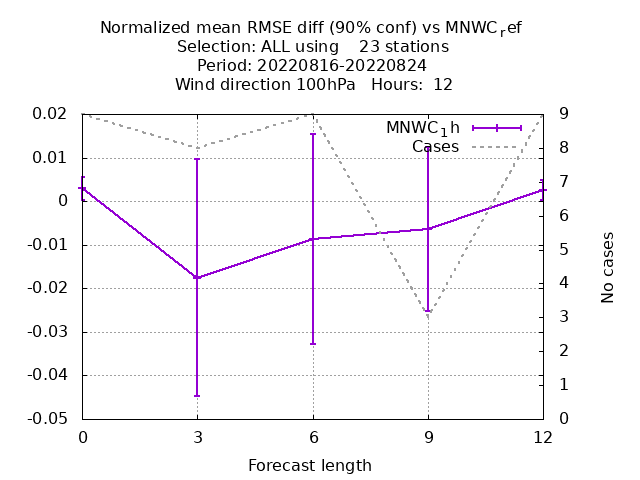 Normalized mean RMSE diff (90% conf) vs MNWC_ref
Selection: ALL using    23 stations
Period: 20220816-20220824
Wind direction 100hPa   Hours:  12
MNWC_1h
Cases
0.02
0.01
0
-0.01
-0.02
-0.03
-0.04
-0.05
9
8
7
6
5
4
3
2
1
0
No cases
0 3 6 9 12
Forecast length